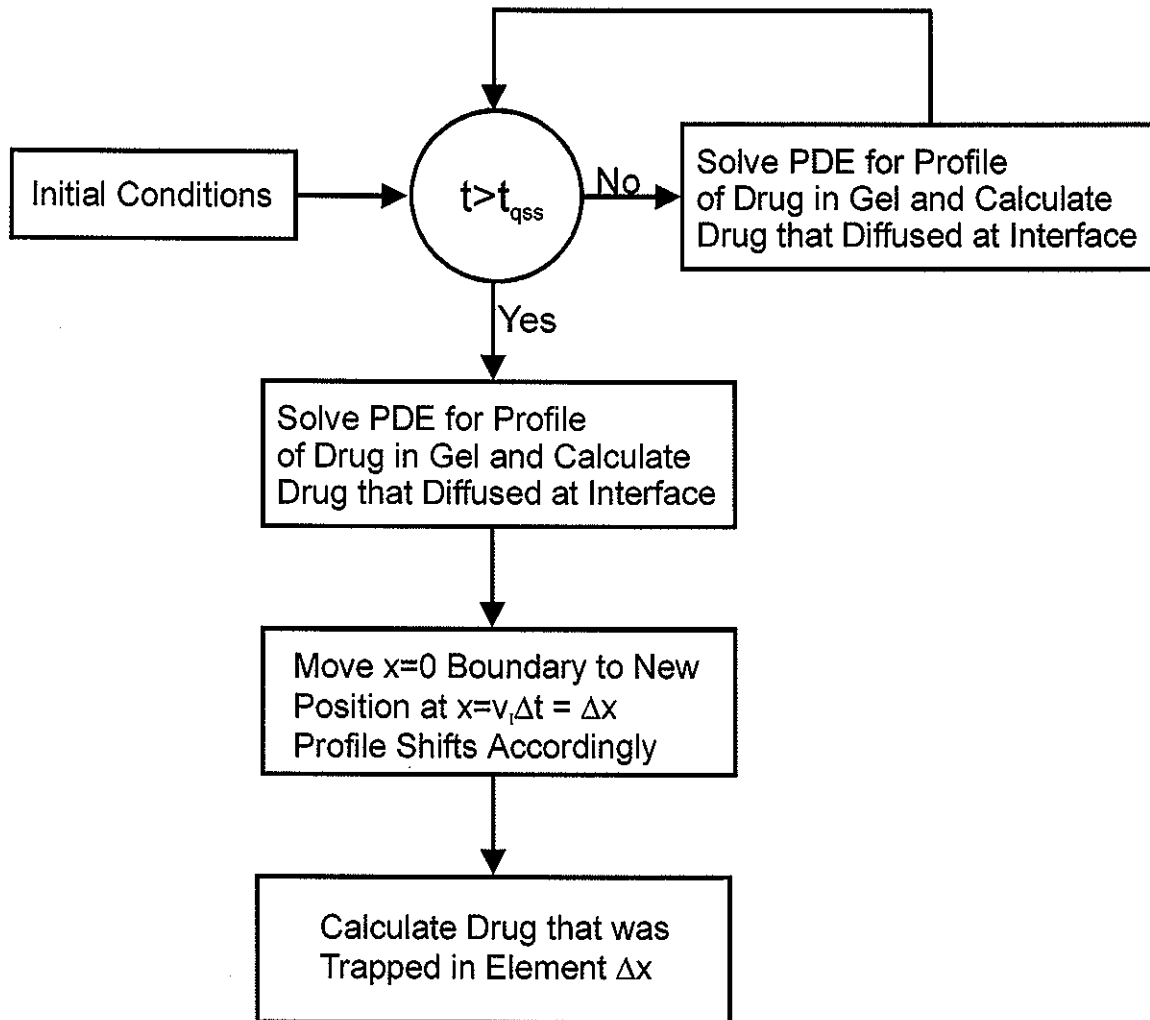 Initial Conditions
t>t_qss
No
Solve PDE for Profile
of Drug in Gel and Calculate
Drug that Diffused at Interface
Yes
Solve PDE for Profile
of Drug in Gel and Calculate
Drug that Diffused at Interface
Move x=0 Boundary to New
Position at x=v_lΔt = Δx
Profile Shifts Accordingly
Calculate Drug that was
Trapped in Element Δx